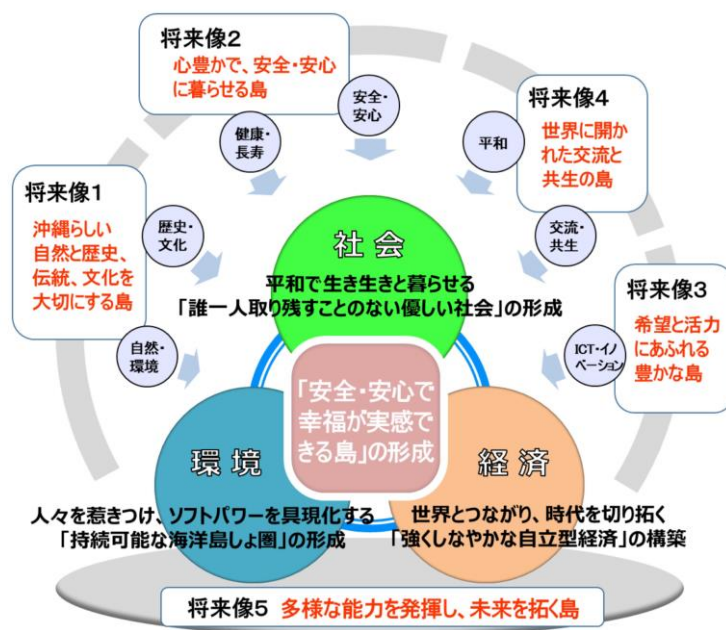 将来像2
心豊かで、安全・安心
に暮らせる島
安全・
安心
健康・
長寿
将来像4
世界に開か
れた交流と
共生の島
平和
将来像1
沖縄らしい
自然と歴史、
伝統、文化を
大切にする島
歴史・
文化
交流・
共生
社会
平和で生き生きと暮らせる
「誰一人取り残すことのない優しい社会」の形成
将来像3
希望と活力
にあふれる
豊かな島
自然・
環境
ICT・イノ
ベーション
「安全・安心で
幸福が実感で
きる島」の形成
環境
経済
人々を惹きつけ、ソフトパワーを具現化する
「持続可能な海洋島しょ圏」の形成
世界とつながり、時代を切り拓く
「強くしなやかな自立型経済」の構築
将来像5 多様な能力を発揮し、未来を拓く島